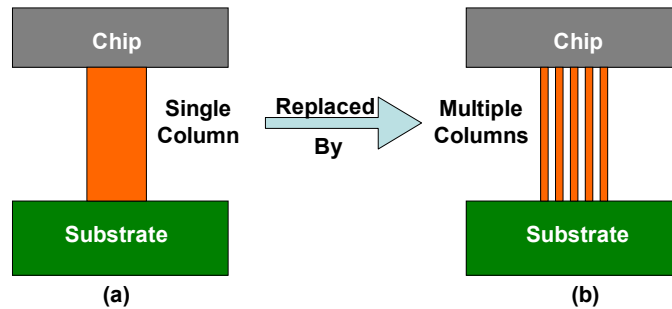 Chip
Single
Column
Substrate
(a)
Replaced
By
Chip
Multiple
Columns
Substrate
(b)